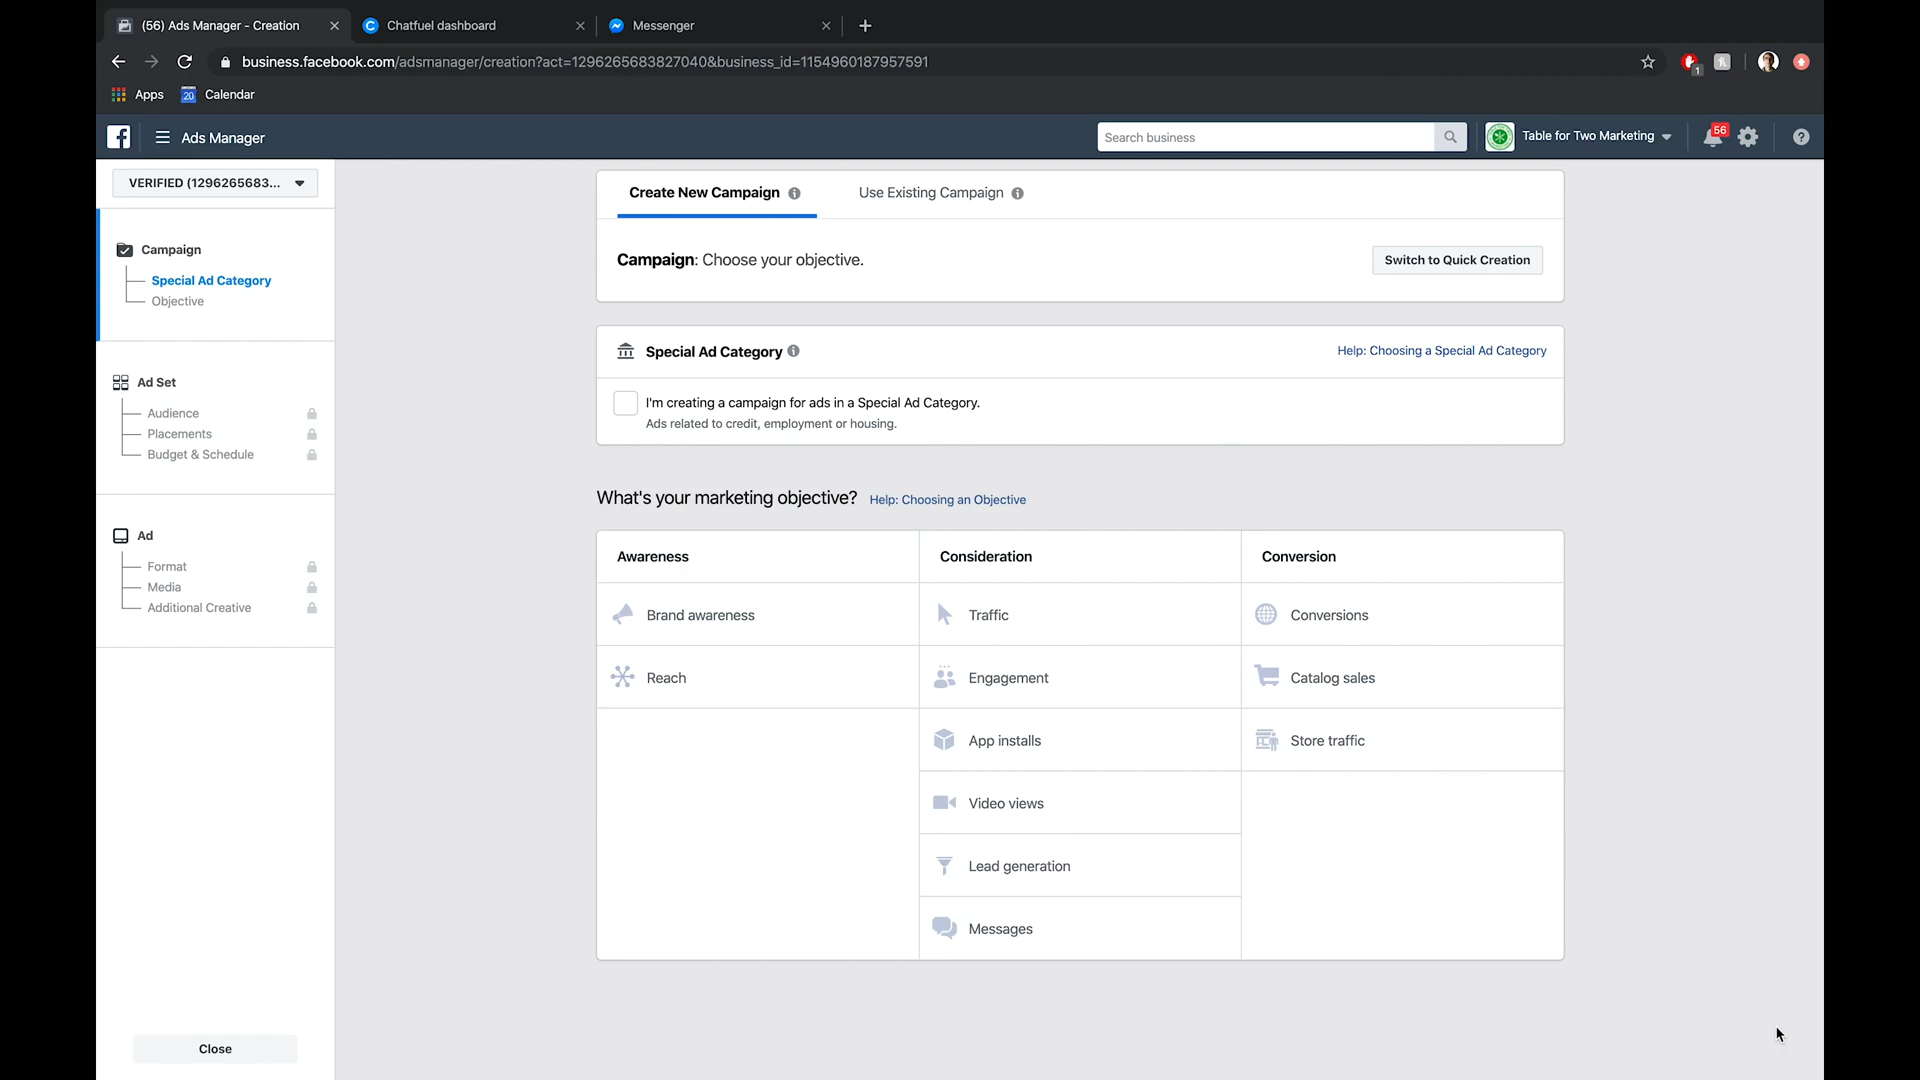 (56) Ads Manager - Creation
Chatfuel dashboard
Messenger
business.facebook.com/adsmanager/creation?act=1296265683827040&business_id=1154960187957591
1
Apps
20
Calendar
Ads Manager
Search business
Table for Two Marketing
56
?
VERIFIED (1296265683...
Create New Campaign
Use Existing Campaign
Campaign: Choose your objective.
Switch to Quick Creation
Campaign
Special Ad Category
Objective
Special Ad Category
Help: Choosing a Special Ad Category
I'm creating a campaign for ads in a Special Ad Category.
Ads related to credit, employment or housing.
Ad Set
Audience
Placements
Budget & Schedule
What's your marketing objective?
Help: Choosing an Objective
Ad
Format
Media
Additional Creative
Awareness
Consideration
Conversion
Brand awareness
Traffic
Conversions
Reach
Engagement
Catalog sales
App installs
Store traffic
Video views
Lead generation
Messages
Close